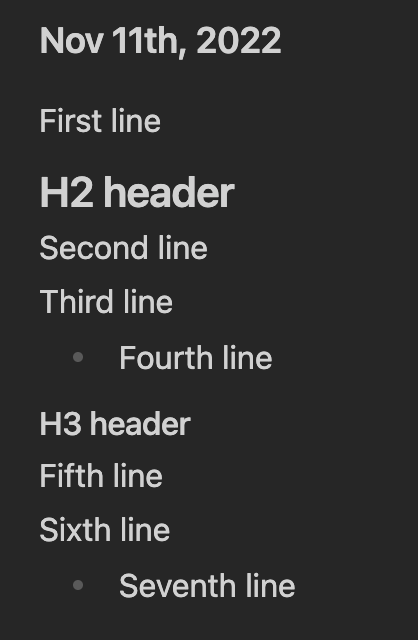 Nov 11th, 2022
First line
H2 header
Second line
Third line
• Fourth line
H3 header
Fifth line
Sixth line
• Seventh line